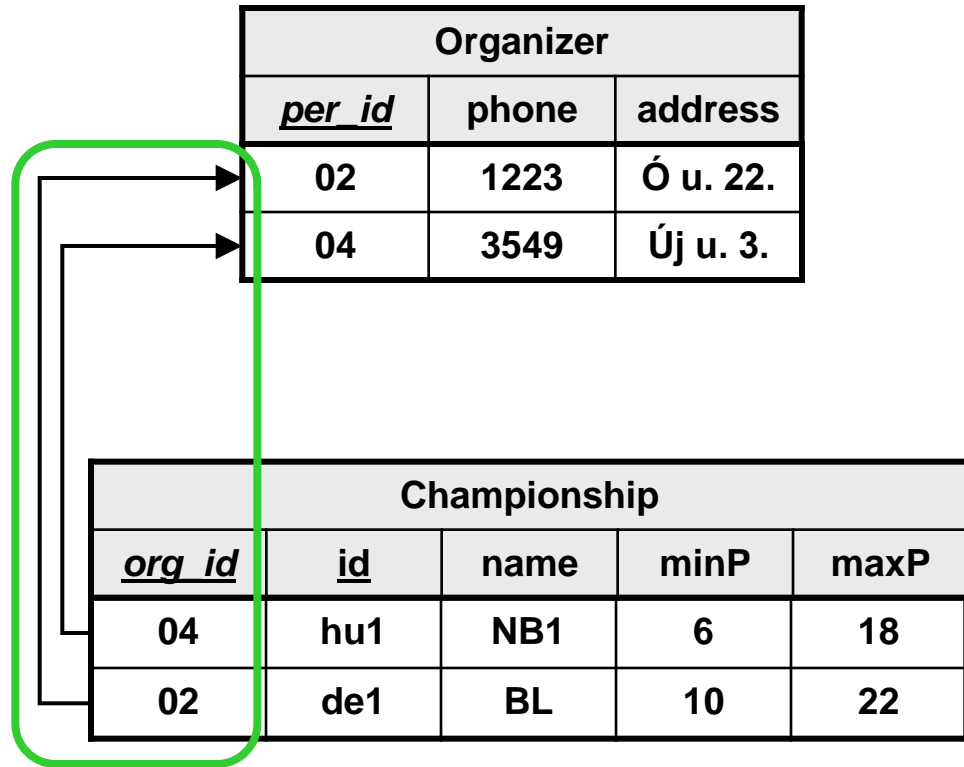 Organizer
per_id phone address
02 1223 Ó u. 22.
04 3549 Új u. 3.
Championship
org_id id name minP maxP
04 hu1 NB1 6 18
02 de1 BL 10 22